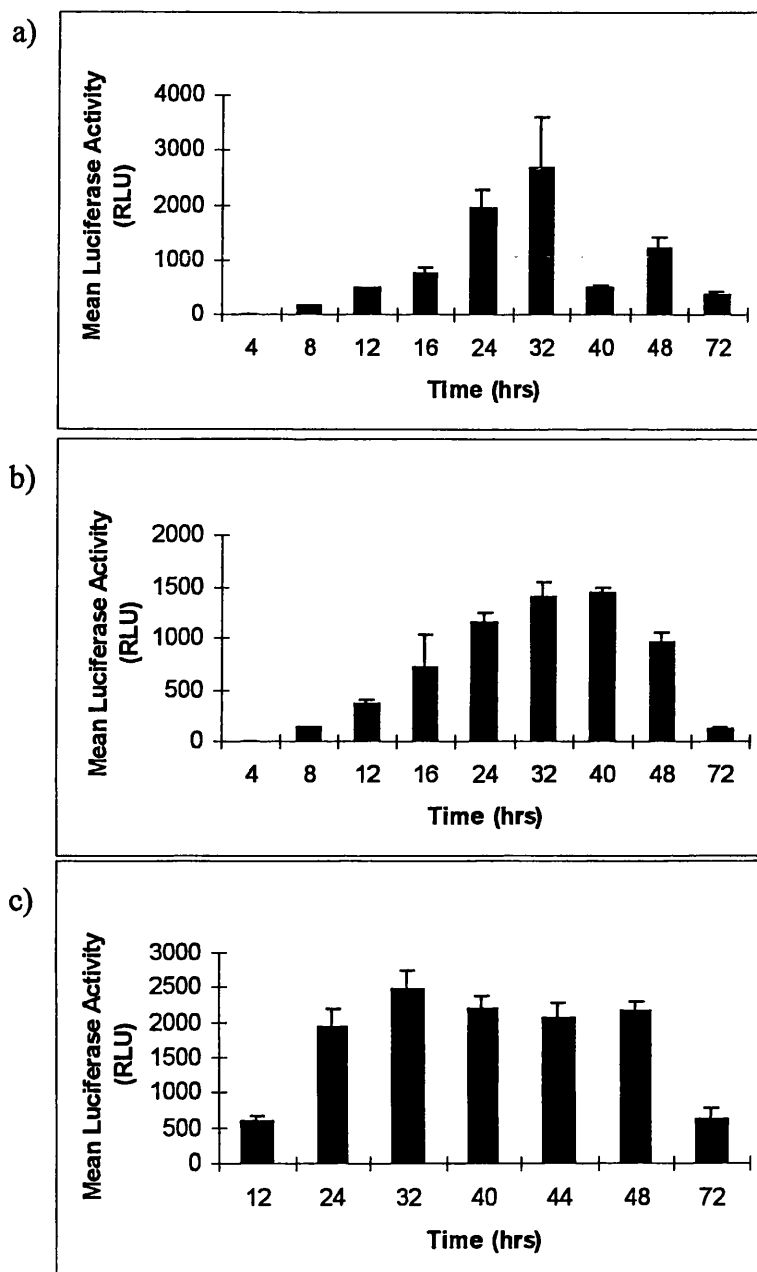 a)
Mean Luciferase Activity
(RLU)
4000
3000
2000
1000
0
4 8 12 16 24 32 40 48 72
Time (hrs)
b)
Mean Luciferase Activity
(RLU)
2000
1500
1000
500
0
4 8 12 16 24 32 40 48 72
Time (hrs)
c)
Mean Luciferase Activity
(RLU)
3000
2500
2000
1500
1000
500
0
12 24 32 40 44 48 72
Time (hrs)